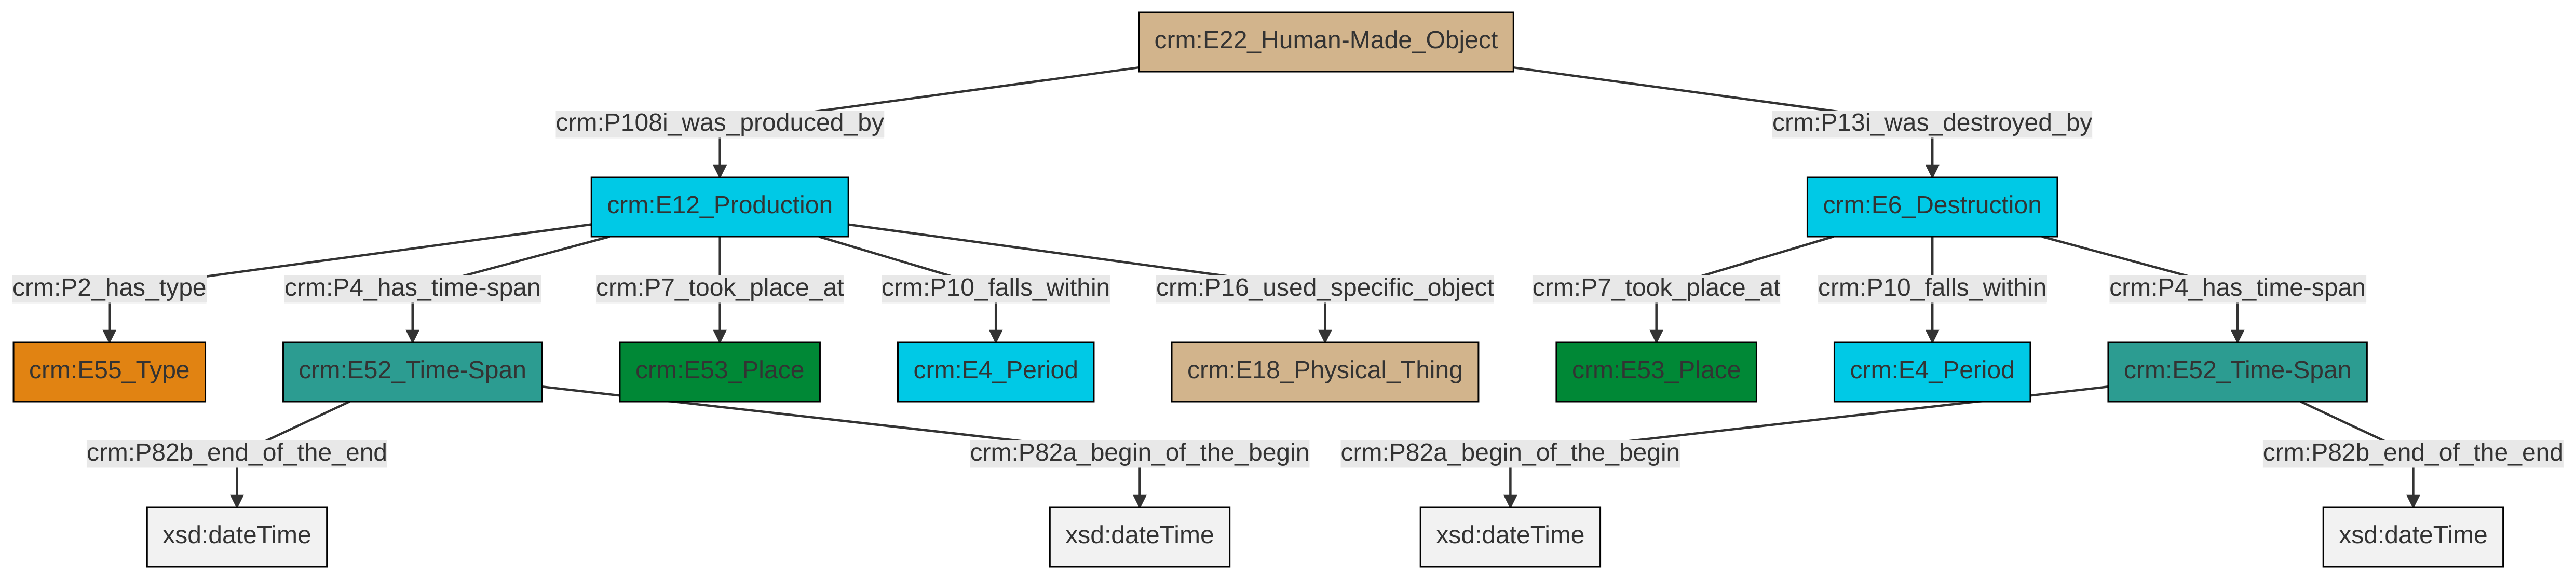 crm:E22_Human-Made_Object
crm:P108i_was_produced_by
crm:P13i_was_destroyed_by
crm:E12_Production
crm:E6_Destruction
crm:P2_has_type
crm:P4_has_time-span
crm:P7_took_place_at
crm:P10_falls_within
crm:P16_used_specific_object
crm:P7_took_place_at
crm:P10_falls_within
crm:P4_has_time-span
crm:E55_Type
crm:E52_Time-Span
crm:E53_Place
crm:E4_Period
crm:E18_Physical_Thing
crm:E53_Place
crm:E4_Period
crm:E52_Time-Span
crm:P82b_end_of_the_end
crm:P82a_begin_of_the_begin
crm:P82a_begin_of_the_begin
crm:P82b_end_of_the_end
xsd:dateTime
xsd:dateTime
xsd:dateTime
xsd:dateTime